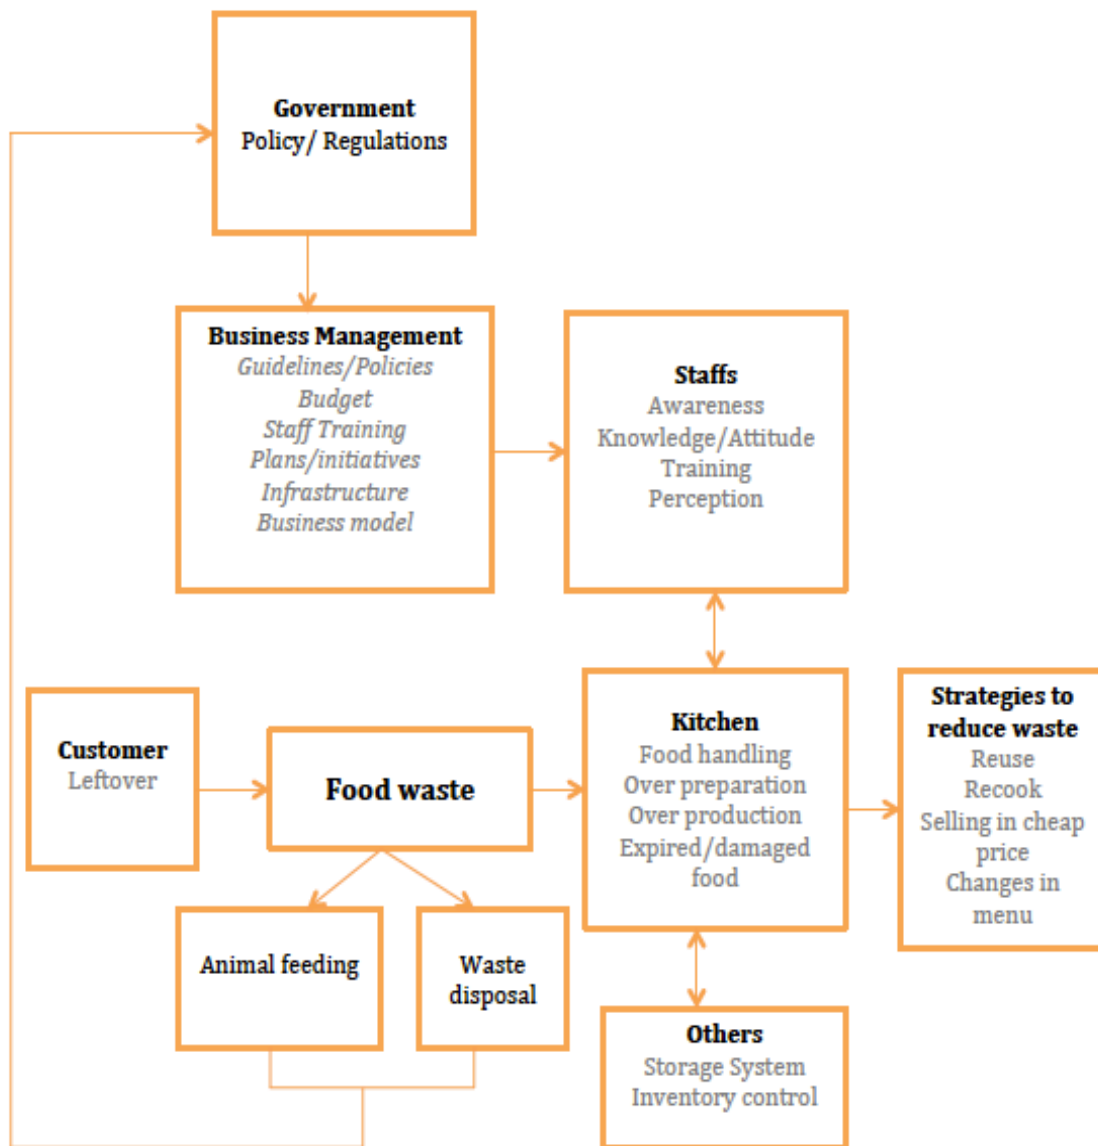 Government
Policy/ Regulations
Business Management
Guidelines/Policies
Budget
Staff Training
Plans/initiatives
Infrastructure
Business model
Staffs
Awareness
Knowledge/Attitude
Training
Perception
Customer
Leftover
Food waste
Kitchen
Food handling
Over preparation
Over production
Expired/damaged
food
Strategies to
reduce waste
Reuse
Recook
Selling in cheap
price
Changes in
menu
Animal feeding
Waste
disposal
Others
Storage System
Inventory control